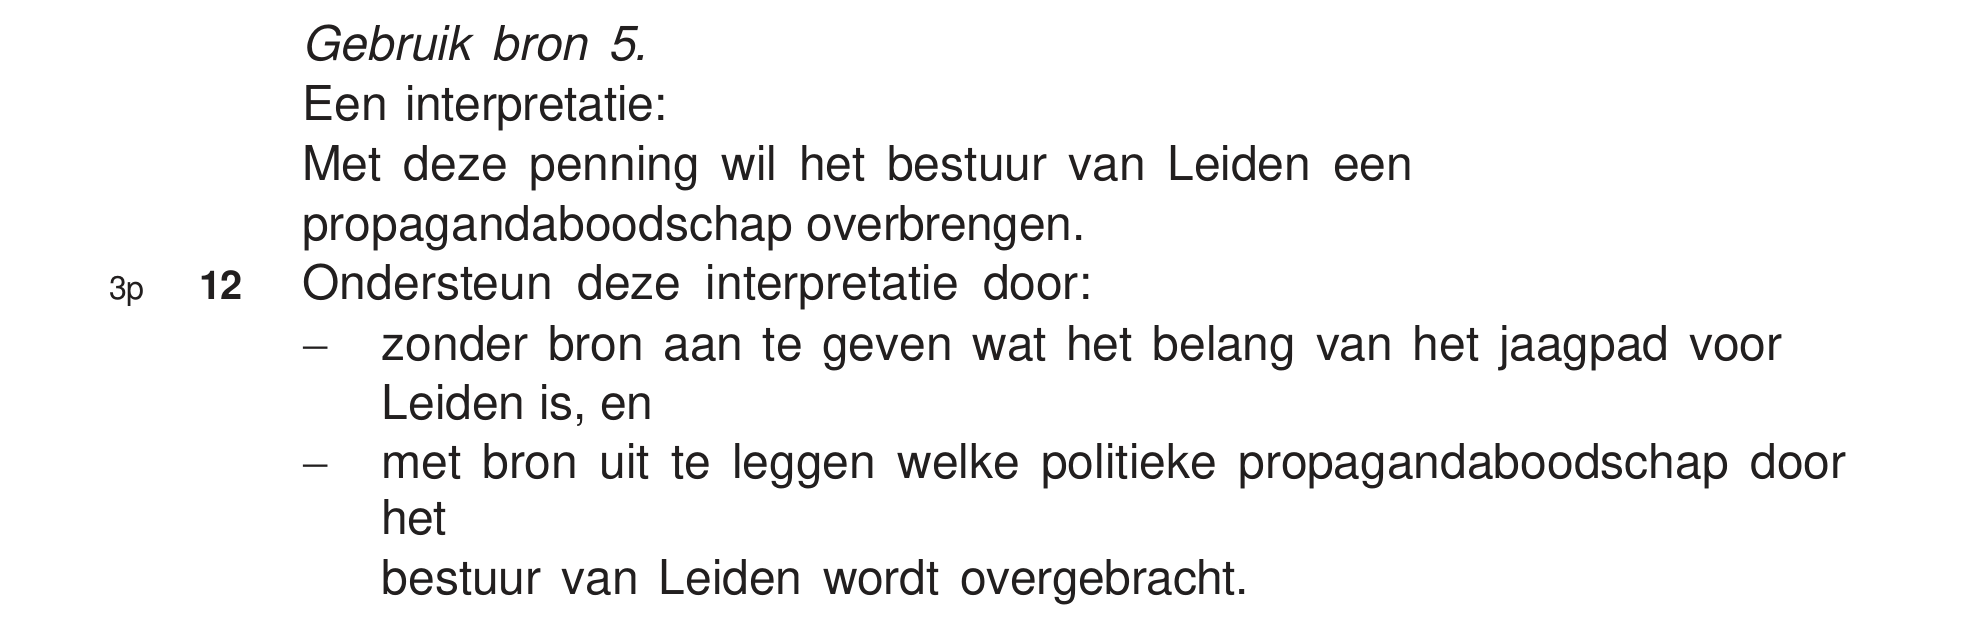 Gebruik bron 5.
Een interpretatie:
Met deze penning wil het bestuur van Leiden een
propagandaboodschap overbrengen.
3p 12 Ondersteun deze interpretatie door:
– zonder bron aan te geven wat het belang van het jaagpad voor
Leiden is, en
– met bron uit te leggen welke politieke propagandaboodschap door
het
bestuur van Leiden wordt overgebracht.